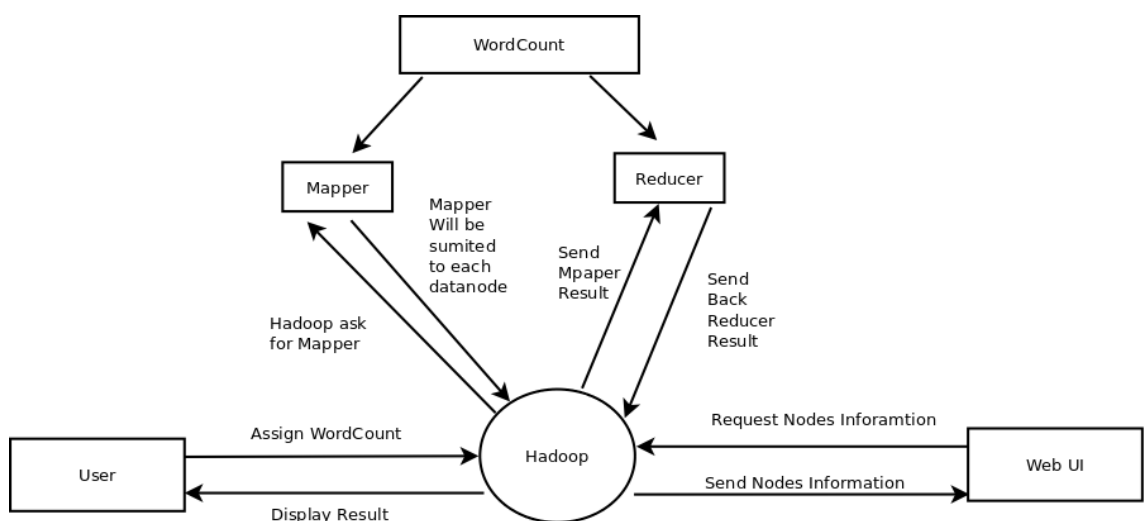 WordCount
Mapper
Reducer
Mapper
Will be
sumited
to each
datanode
Send
Mpaper
Result
Send
Back
Reducer
Result
Hadoop ask
for Mapper
Assign WordCount
Request Nodes Inforamtion
User
Hadoop
Web UI
Send Nodes Information
Display Result